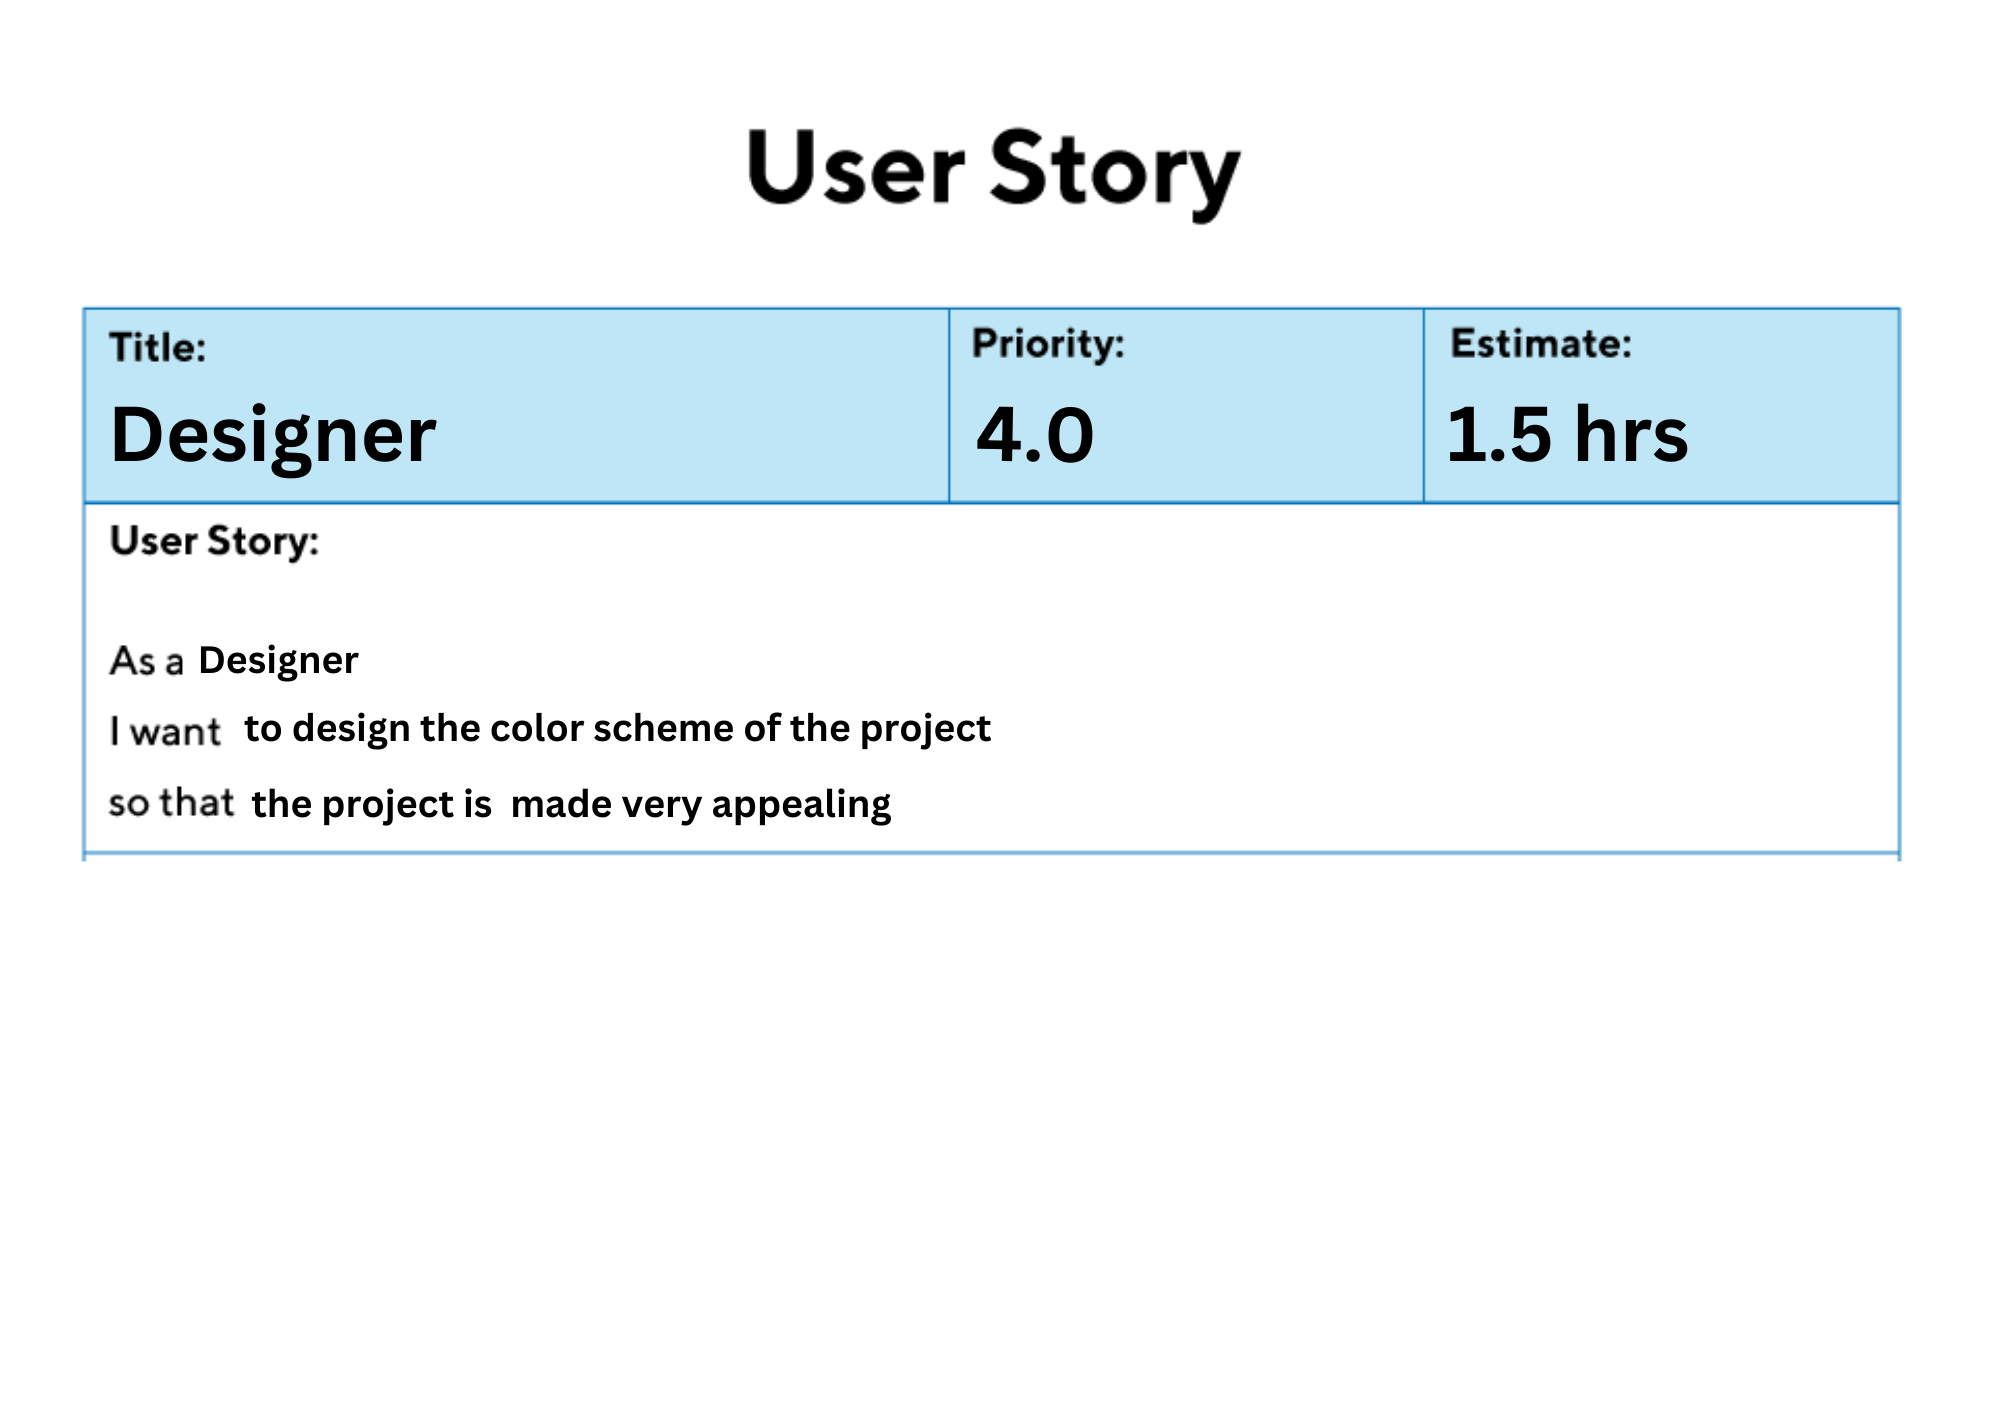 User Story
Title:
Designer
Priority:
4.0
Estimate:
1.5 hrs
User Story:
As a Designer
I want to design the color scheme of the project
so that the project is made very appealing